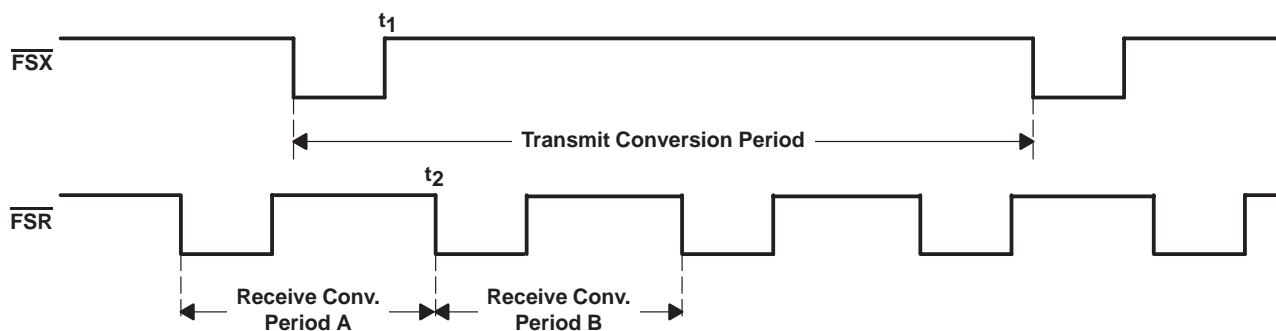 t1
FSX
Transmit Conversion Period
t2
FSR
Receive Conv.
Period A
Receive Conv.
Period B